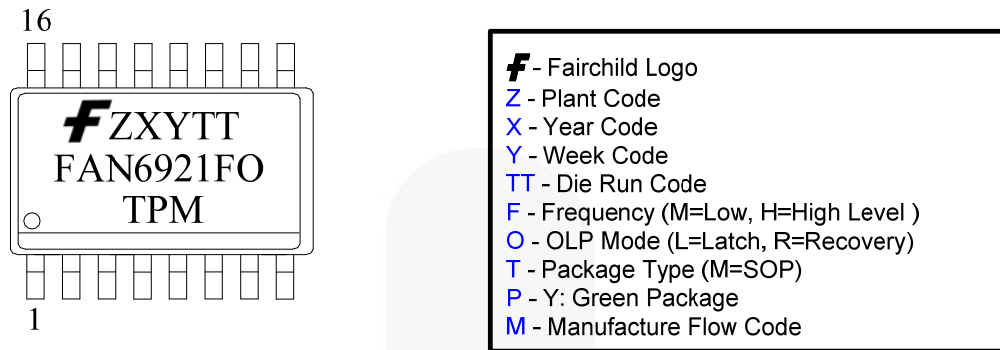 16
ZXYTT
FAN6921FO
TPM
1
- Fairchild Logo
Z - Plant Code
X - Year Code
Y - Week Code
TT - Die Run Code
F - Frequency (M=Low, H=High Level )
O - OLP Mode (L=Latch, R=Recovery)
T - Package Type (M=SOP)
P - Y: Green Package
M - Manufacture Flow Code